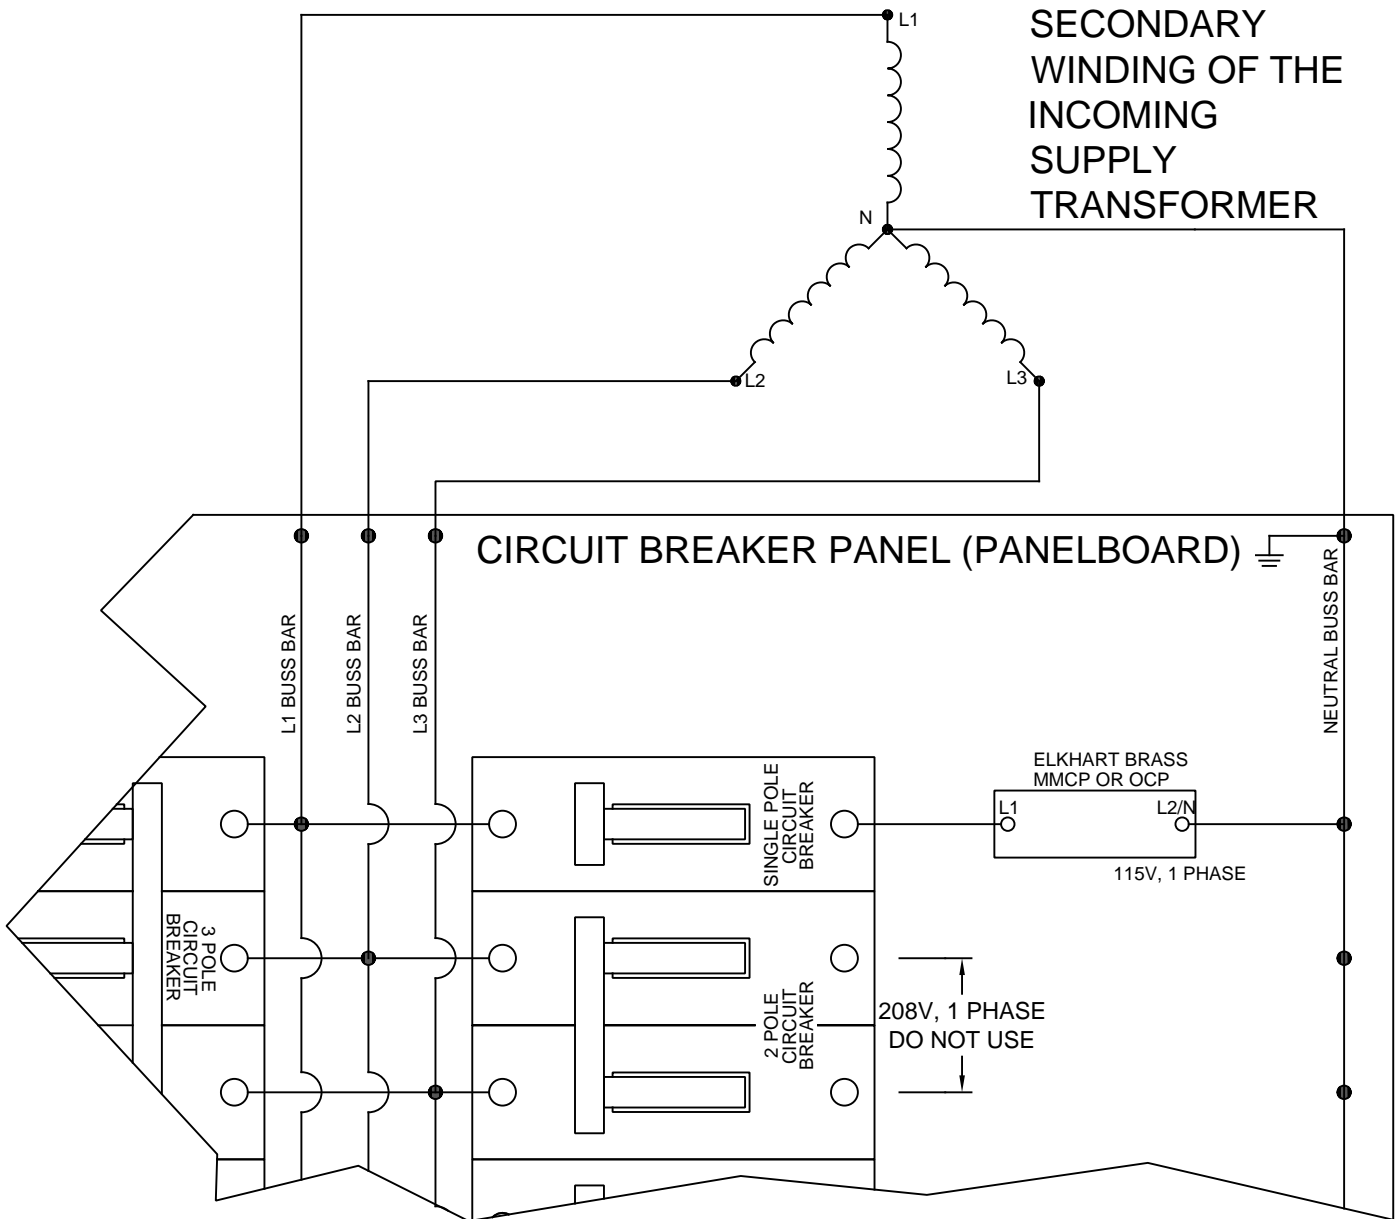 L1
SECONDARY
WINDING OF THE
INCOMING
SUPPLY
TRANSFORMER
N
L2
L3
CIRCUIT BREAKER PANEL (PANELBOARD)
L1 BUSS BAR
L2 BUSS BAR
L3 BUSS BAR
NEUTRAL BUSS BAR
SINGLE POLE
CIRCUIT
BREAKER
ELKHART BRASS
MMCP OR OCP
L1
L2/N
115V, 1 PHASE
3 POLE
CIRCUIT
BREAKER
2 POLE
CIRCUIT
BREAKER
208V, 1 PHASE
DO NOT USE